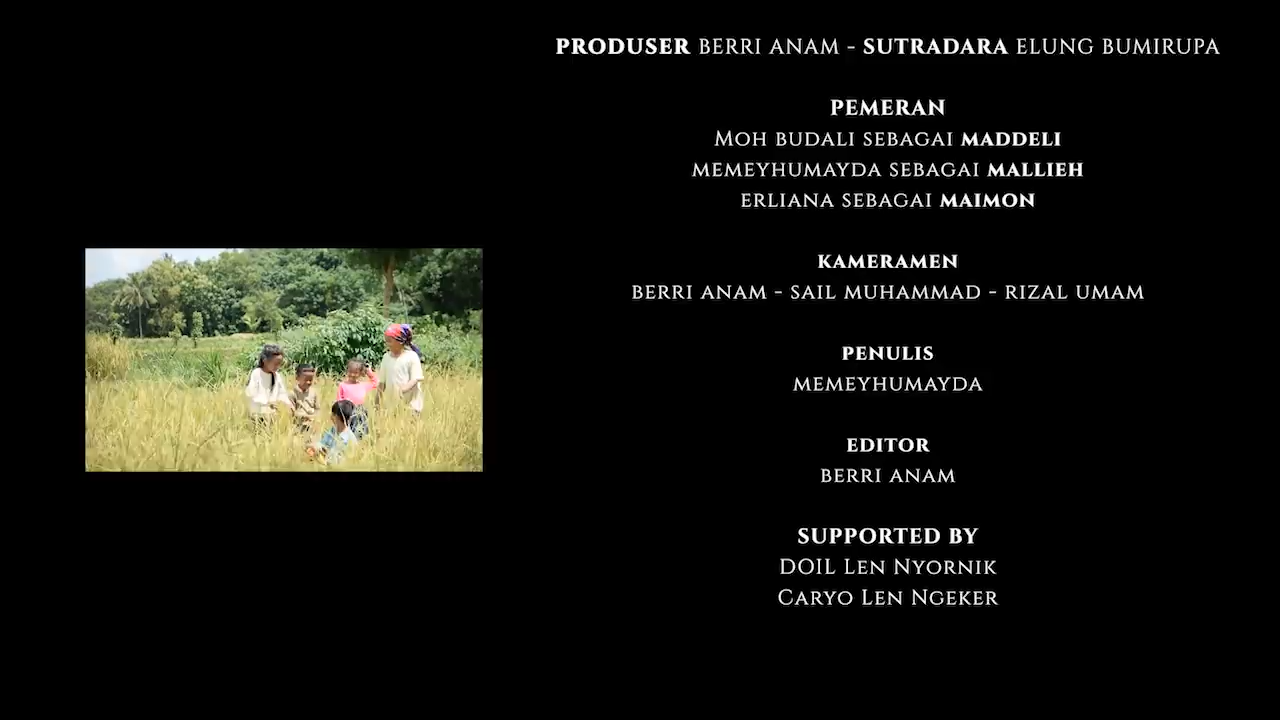 PRODUSER BERRI ANAM - SUTRADARA ELUNG BUMIRUPA
PEMERAN
MOH BUDALI SEBAGAI MADDELI
MEMEYHUMAYDA SEBAGAI MALLIEH
ERLIANA SEBAGAI MAIMON
KAMERAMEN
BERRI ANAM - SAIL MUHAMMAD - RIZAL UMAM
PENULIS
MEMEYHUMAYDA
EDITOR
BERRI ANAM
SUPPORTED BY
DOIL LEN NYORNIK
CARYO LEN NGEKER